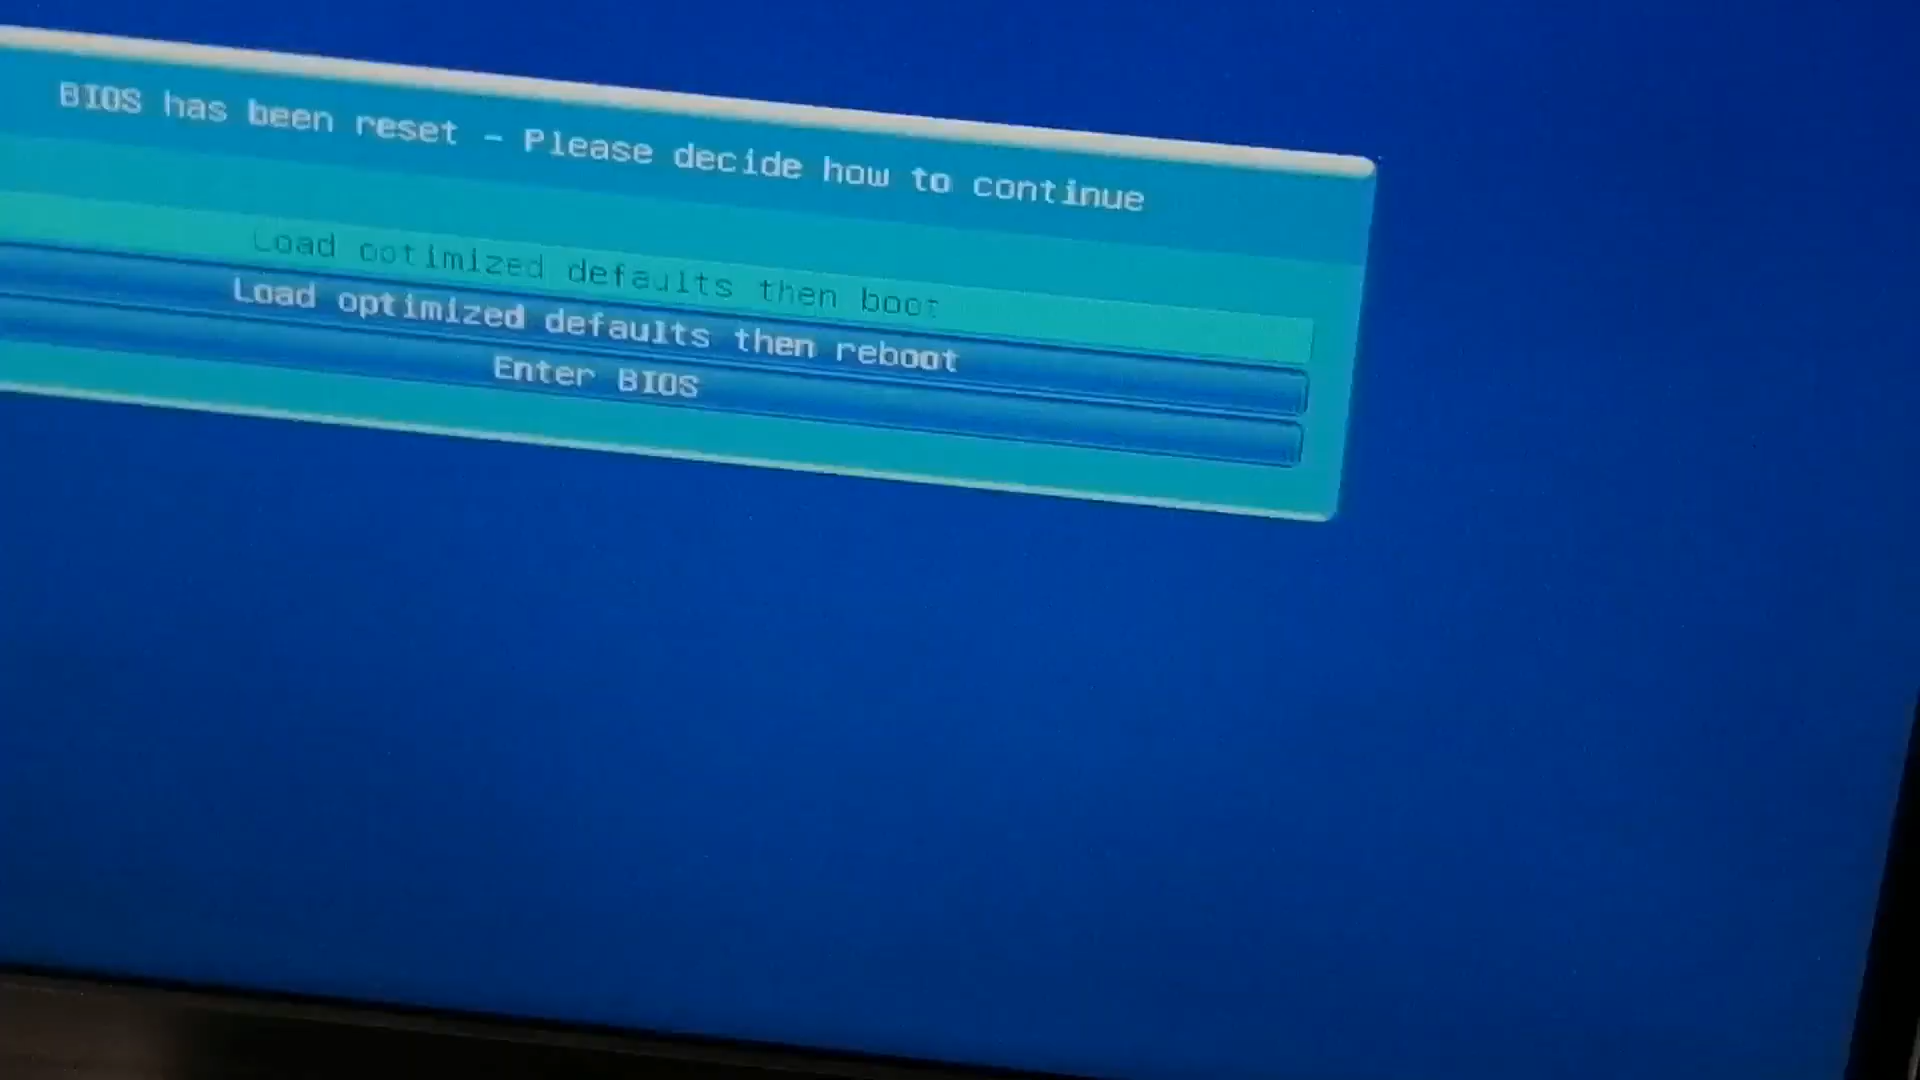 BIOS has been reset - Please decide how to continue
Load optimized defaults then boot
Load optimized defaults then reboot
Enter BIOS